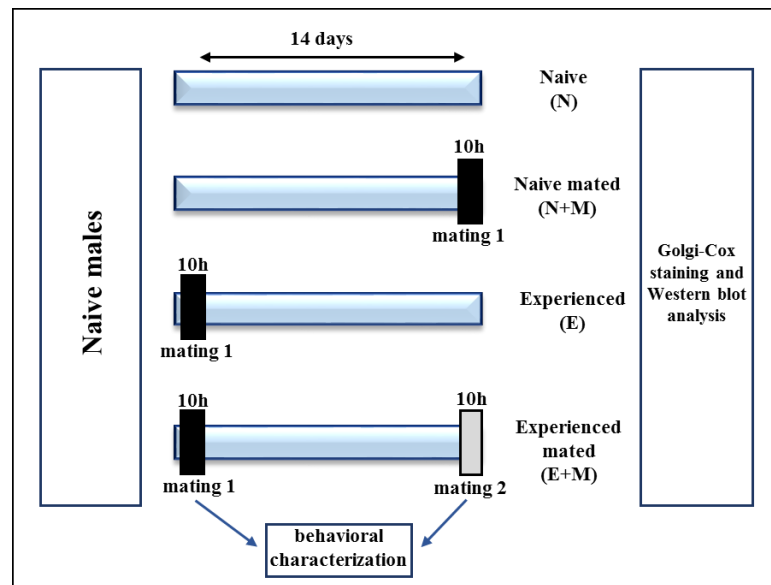 Naive males
14 days
Naive
(N)
10h
mating 1
Naive mated
(N+M)
10h
mating 1
Experienced
(E)
10h
mating 1
10h
mating 2
Experienced
mated
(E+M)
behavioral
characterization
Golgi-Cox
staining and
Western blot
analysis